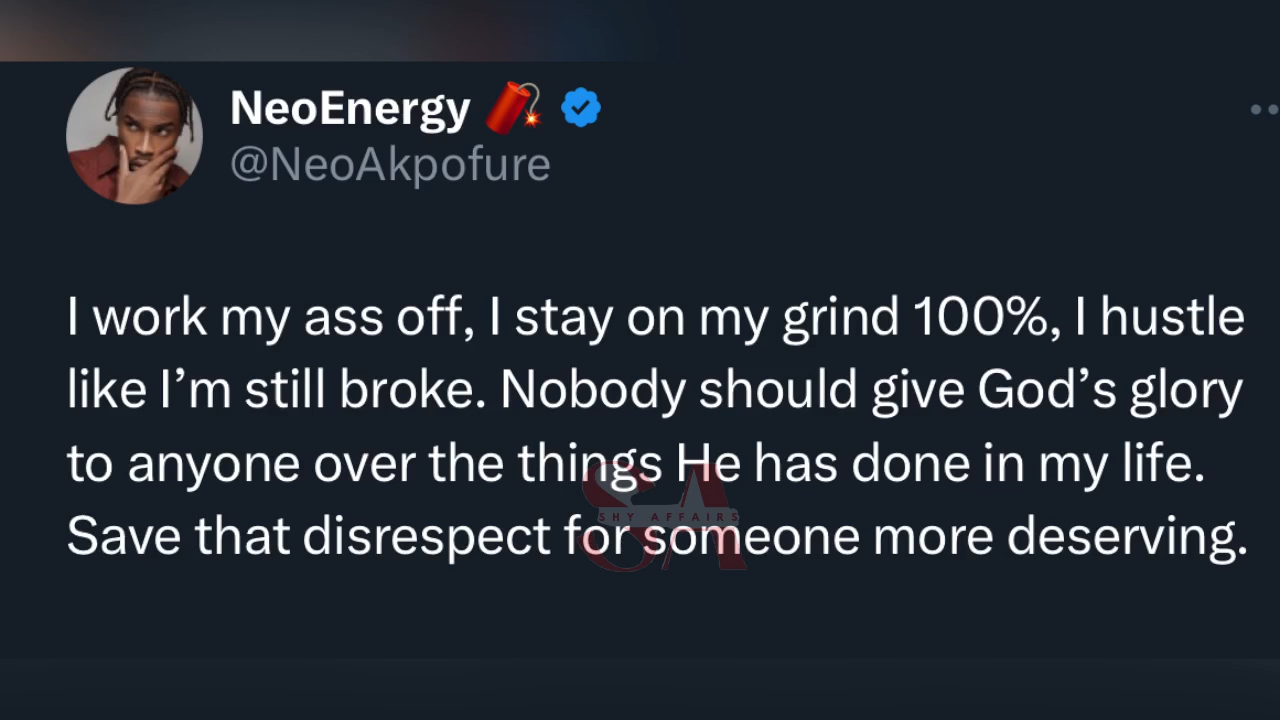 NeoEnergy 🧨
@NeoAkpofure
I work my ass off, I stay on my grind 100%, I hustle
like I’m still broke. Nobody should give God’s glory
to anyone over the things He has done in my life.
SA
SHY AFFAIRS
Save that disrespect for someone more deserving.